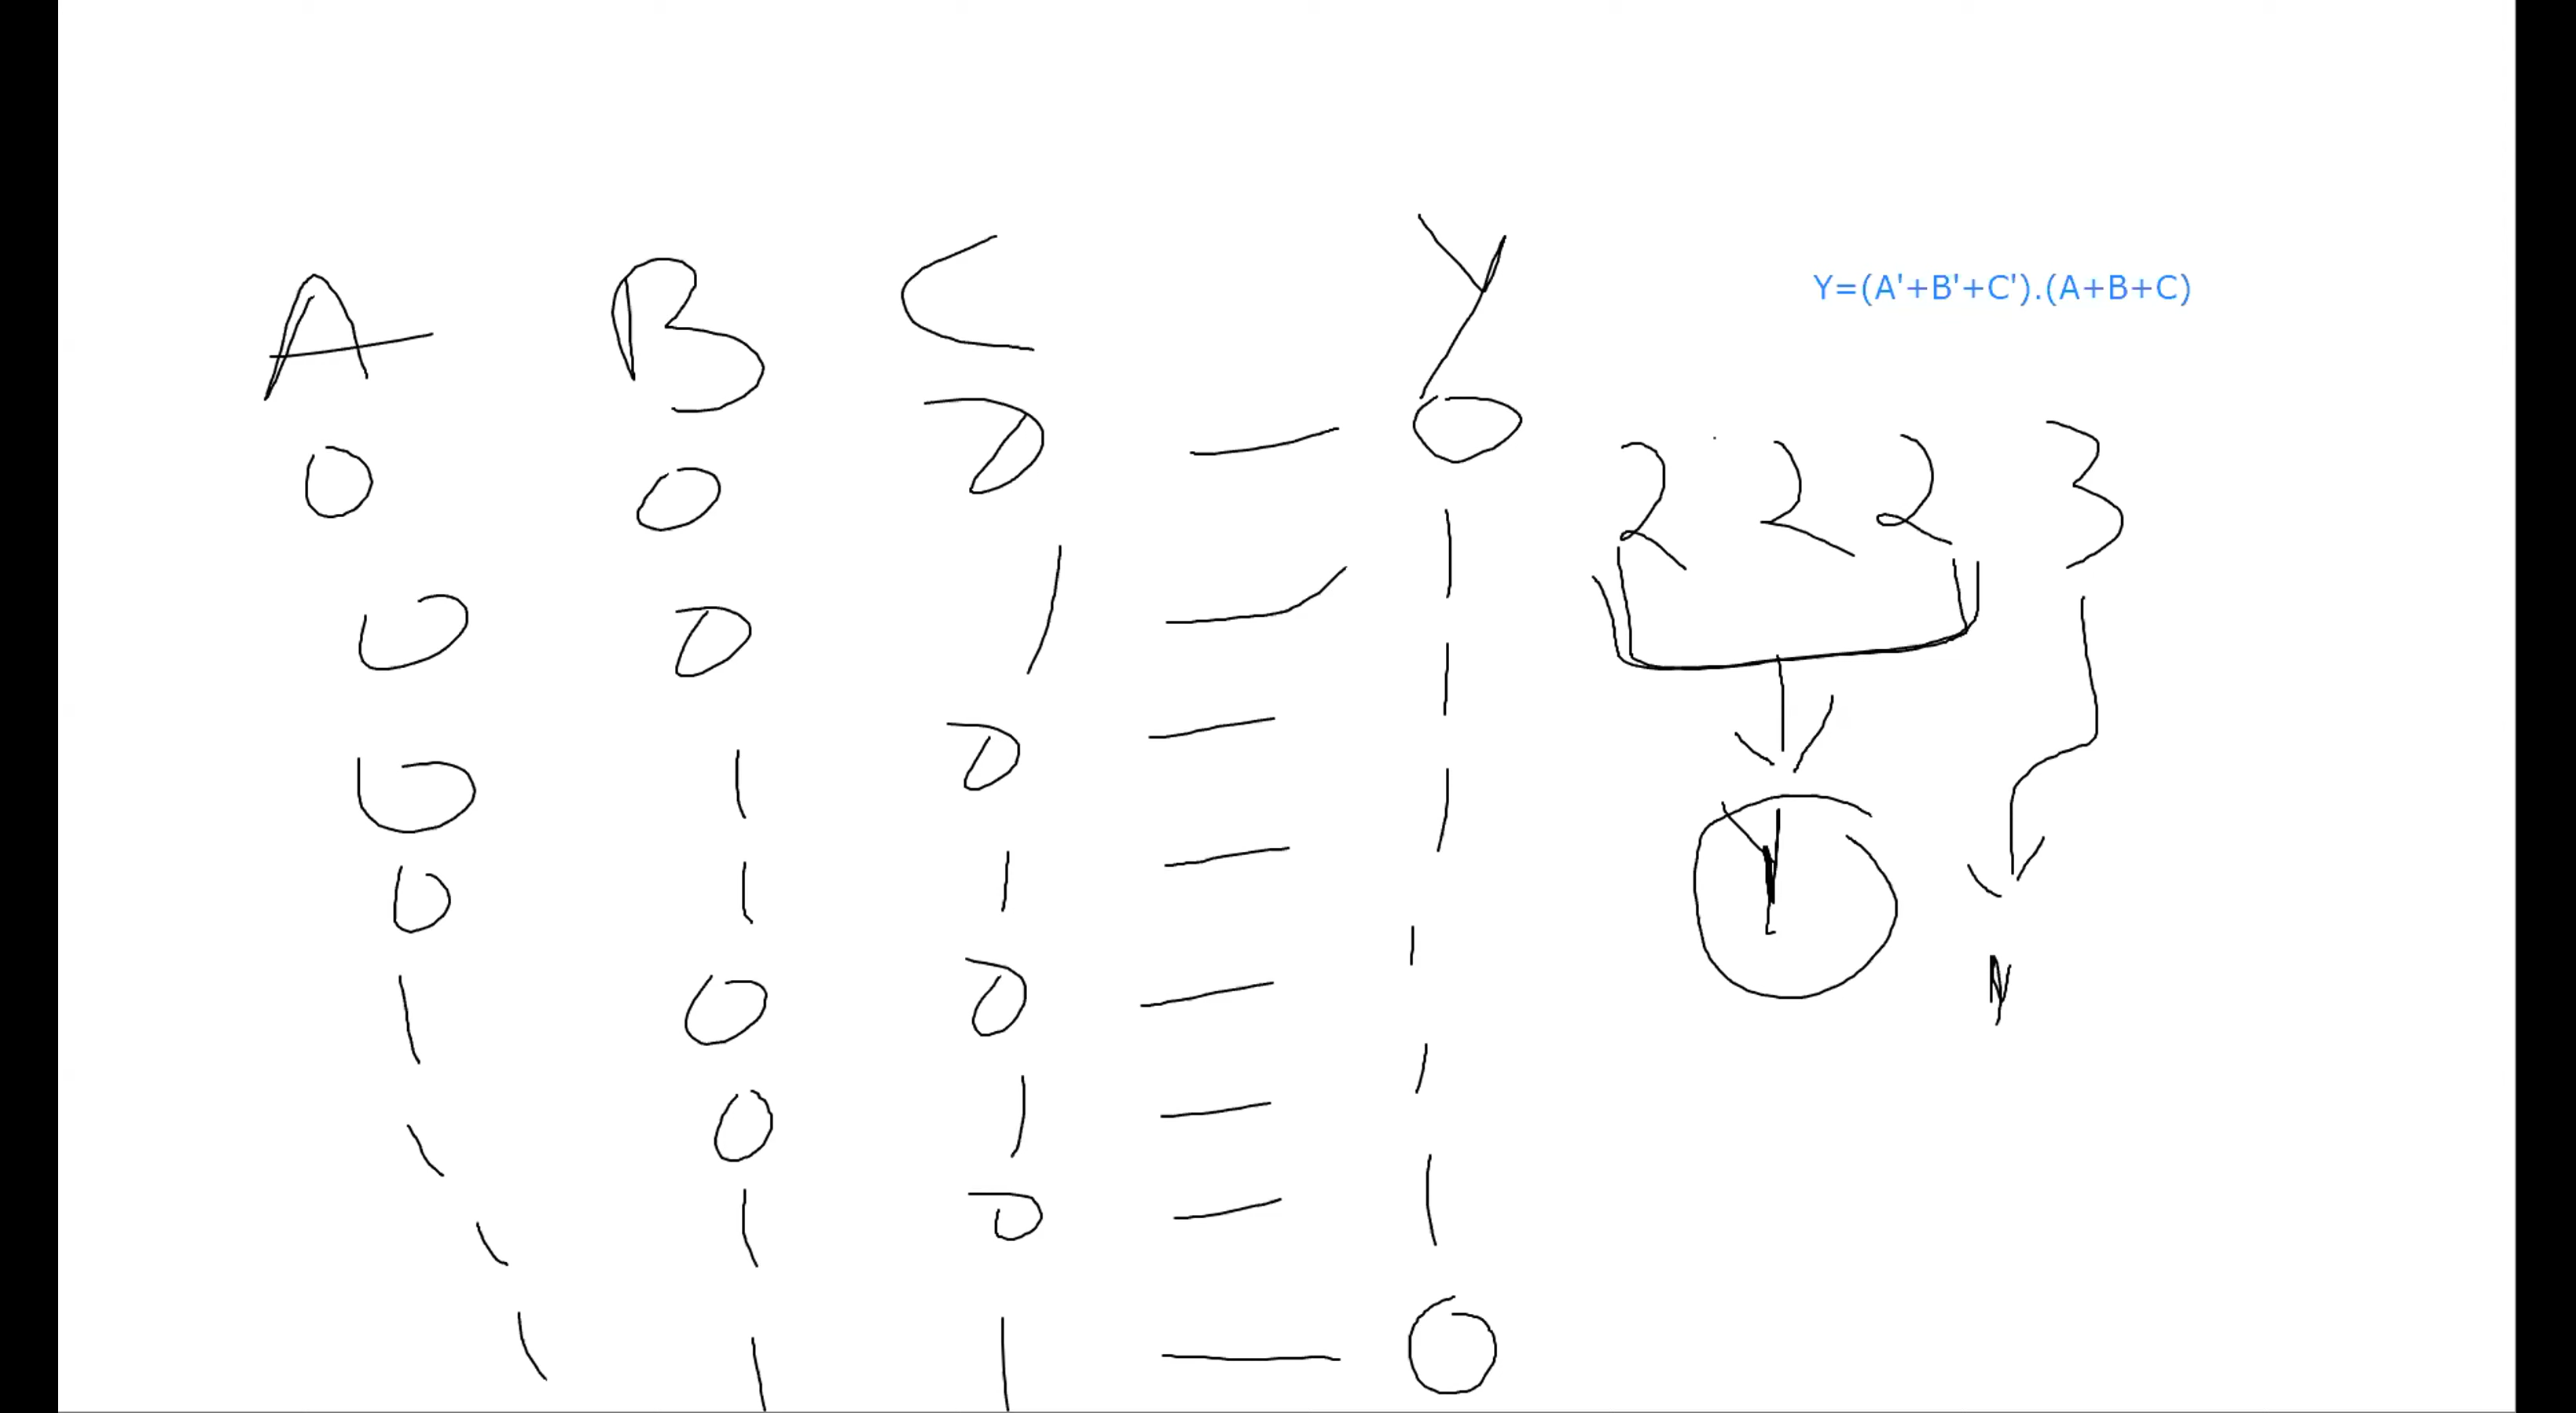 A B C Y
Y=(A'+B'+C').(A+B+C)
0 0 0 — 0
0 0 1 — 1
0 1 0 — 1
0 1 1 — 1
1 0 0 — 1
1 0 1 — 1
1 1 0 — 1
1 1 1 — 0
2 2 2 3
Y
N